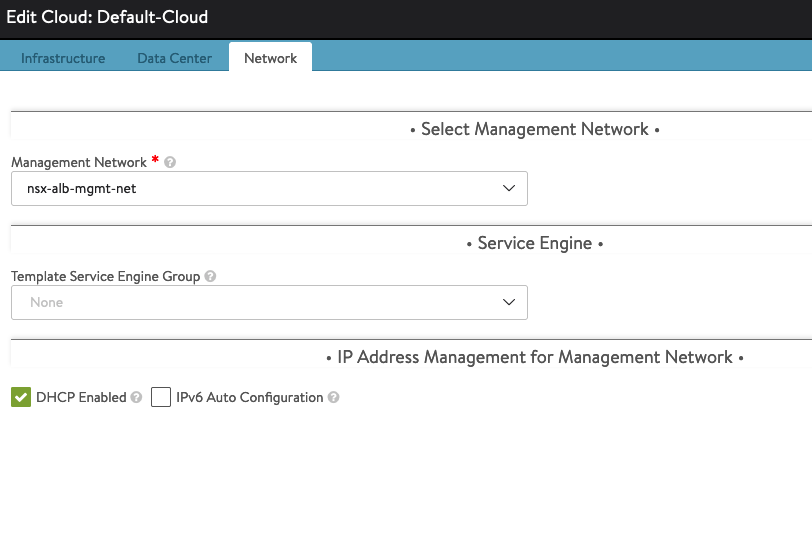 Edit Cloud: Default-Cloud
Infrastructure Data Center Network
• Select Management Network •
Management Network * ?
nsx-alb-mgmt-net
• Service Engine •
Template Service Engine Group ?
None
• IP Address Management for Management Network •
DHCP Enabled ? IPv6 Auto Configuration ?